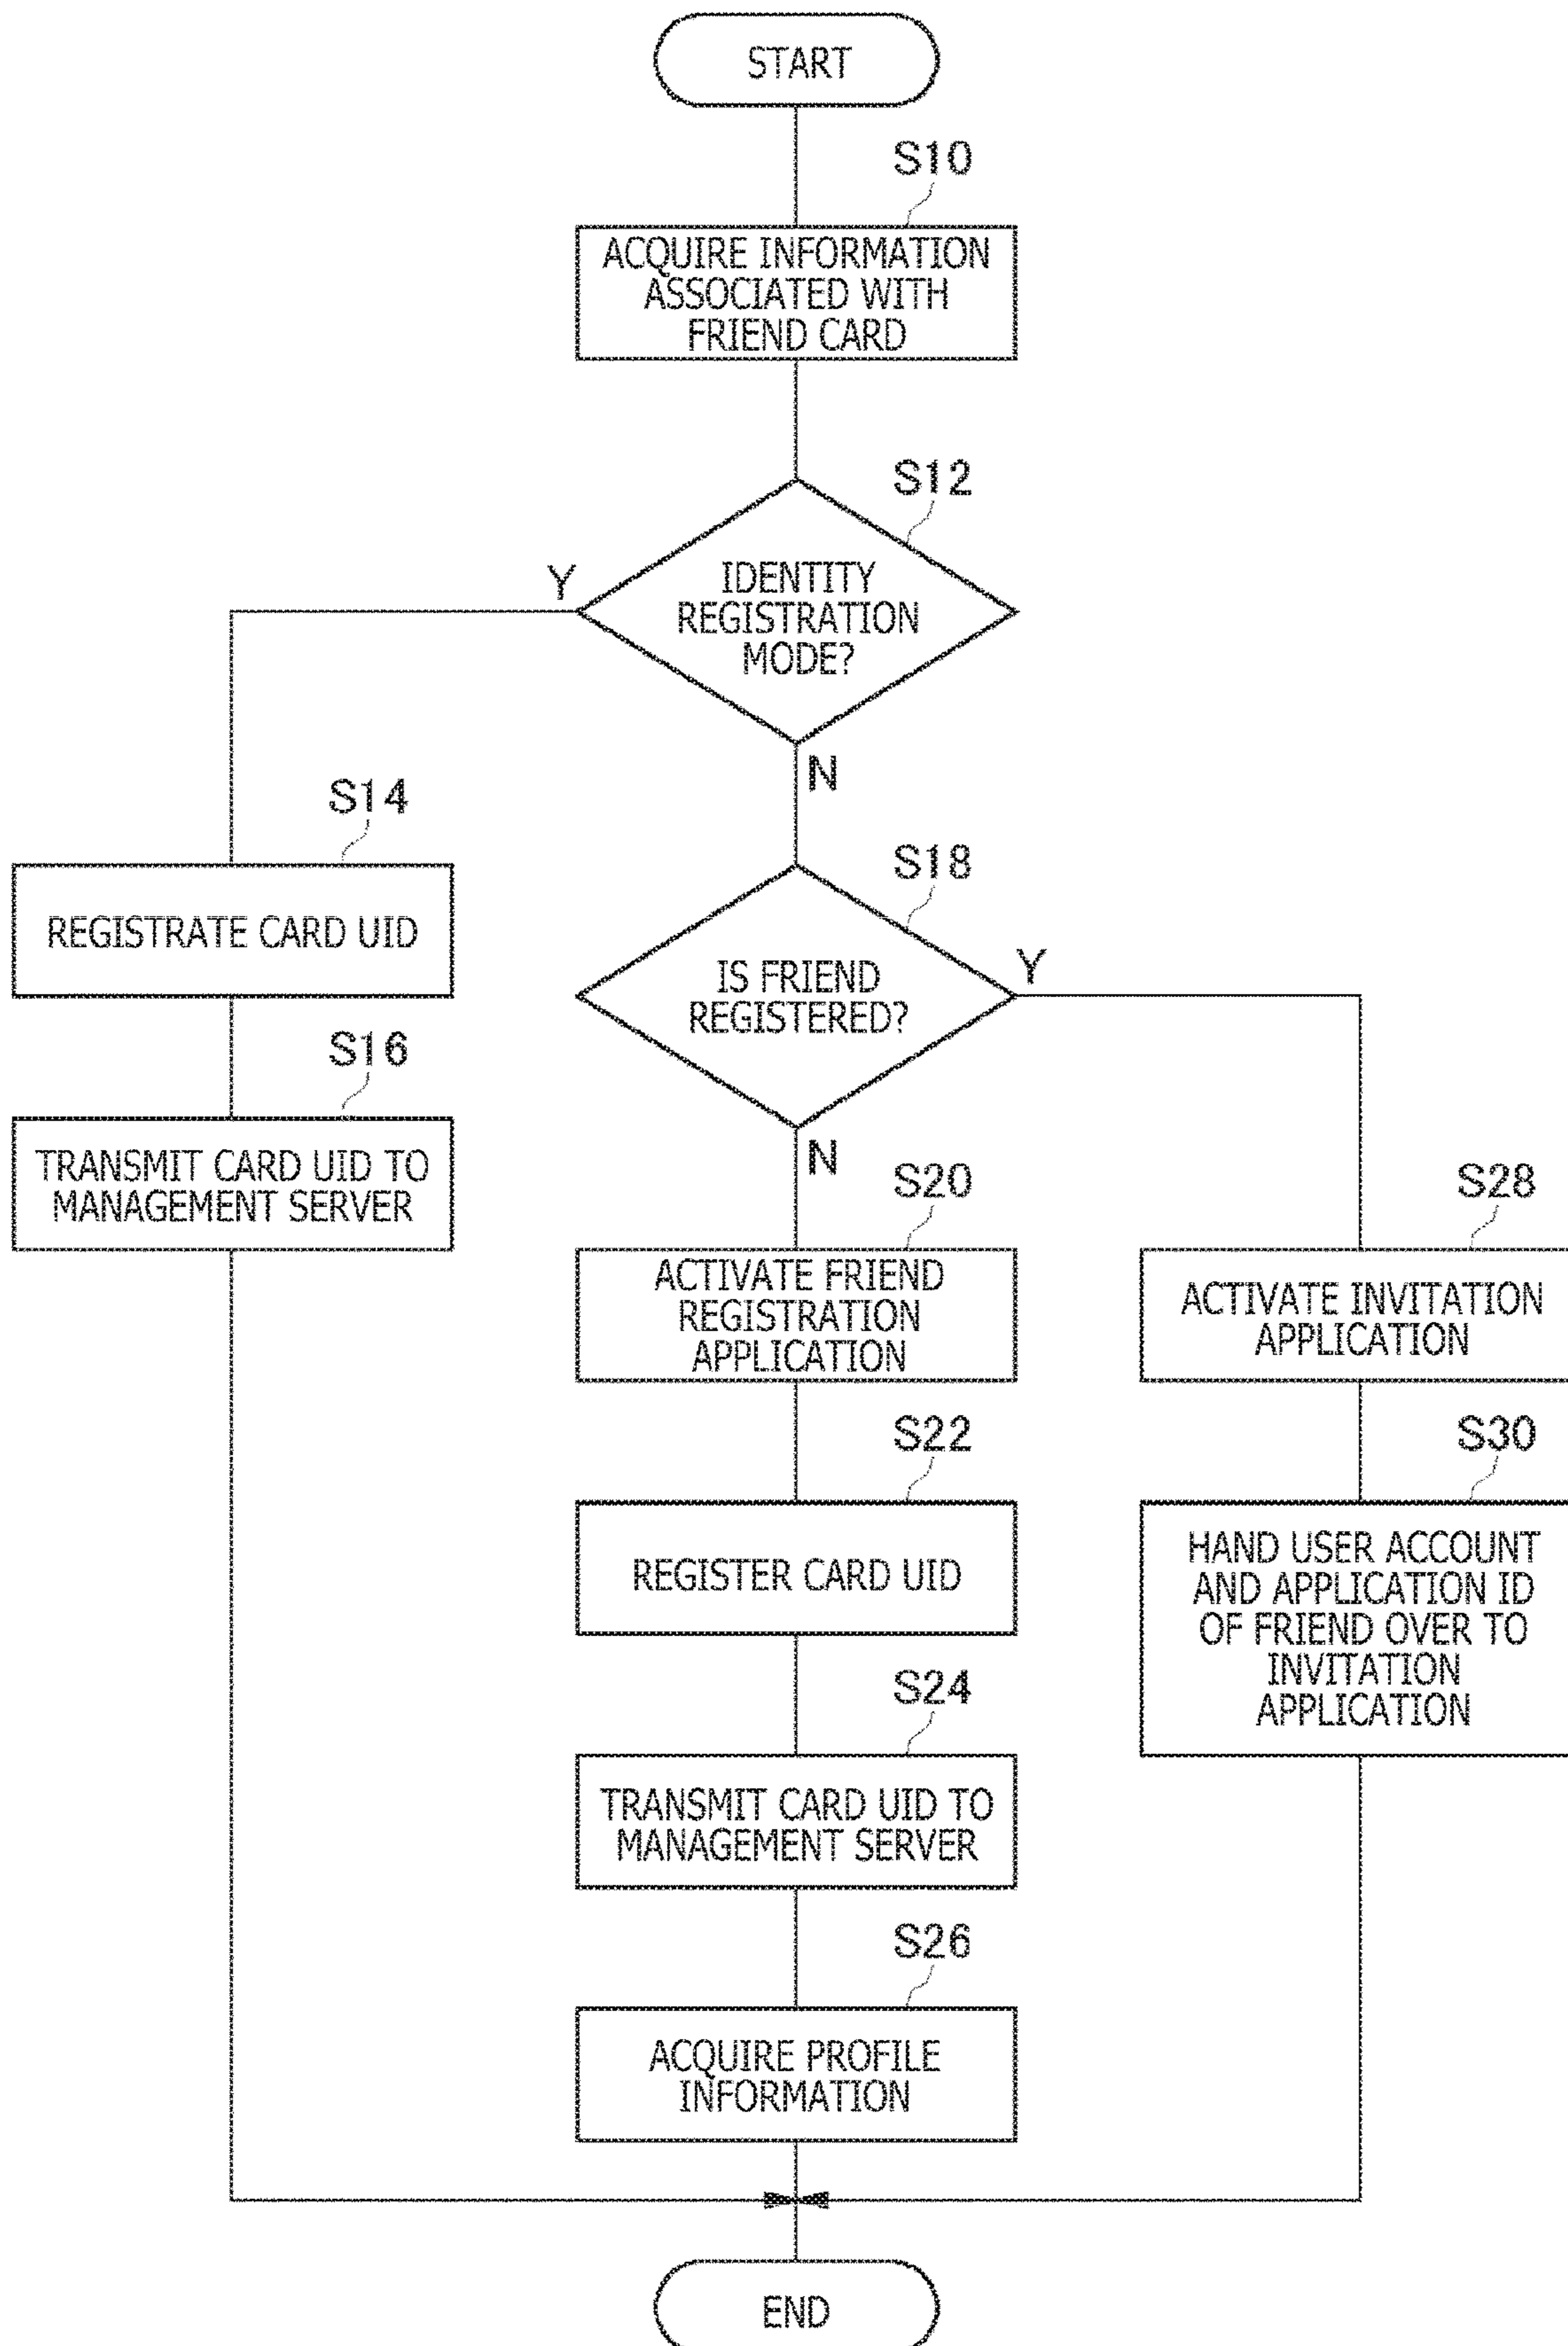 START
S10
ACQUIRE INFORMATION
ASSOCIATED WITH
FRIEND CARD
S12
IDENTITY
REGISTRATION
MODE?
Y
N
S14
REGISTRATE CARD UID
S16
TRANSMIT CARD UID TO
MANAGEMENT SERVER
S18
IS FRIEND
REGISTERED?
Y
N
S20
ACTIVATE FRIEND
REGISTRATION
APPLICATION
S22
REGISTER CARD UID
S24
TRANSMIT CARD UID TO
MANAGEMENT SERVER
S26
ACQUIRE PROFILE
INFORMATION
S28
ACTIVATE INVITATION
APPLICATION
S30
HAND USER ACCOUNT
AND APPLICATION ID
OF FRIEND OVER TO
INVITATION
APPLICATION
END